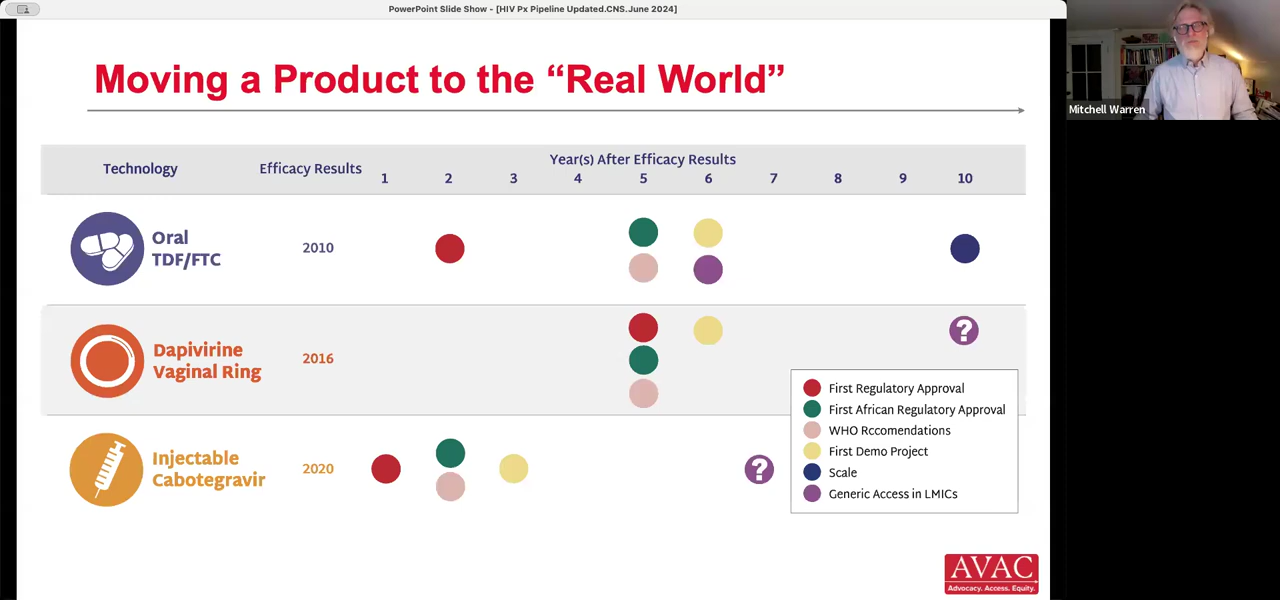 PowerPoint Slide Show - [HIV Px Pipeline Updated.CNS.June 2024]
Moving a Product to the “Real World”
Mitchell Warren
Technology
Efficacy Results
Year(s) After Efficacy Results
1 2 3 4 5 6 7 8 9 10
Oral
TDF/FTC
2010
Dapivirine
Vaginal Ring
2016
?
Injectable
Cabotegravir
2020
?
First Regulatory Approval
First African Regulatory Approval
WHO Rccomendations
First Demo Project
Scale
Generic Access in LMICs
AVAC
Advocacy. Access. Equity.